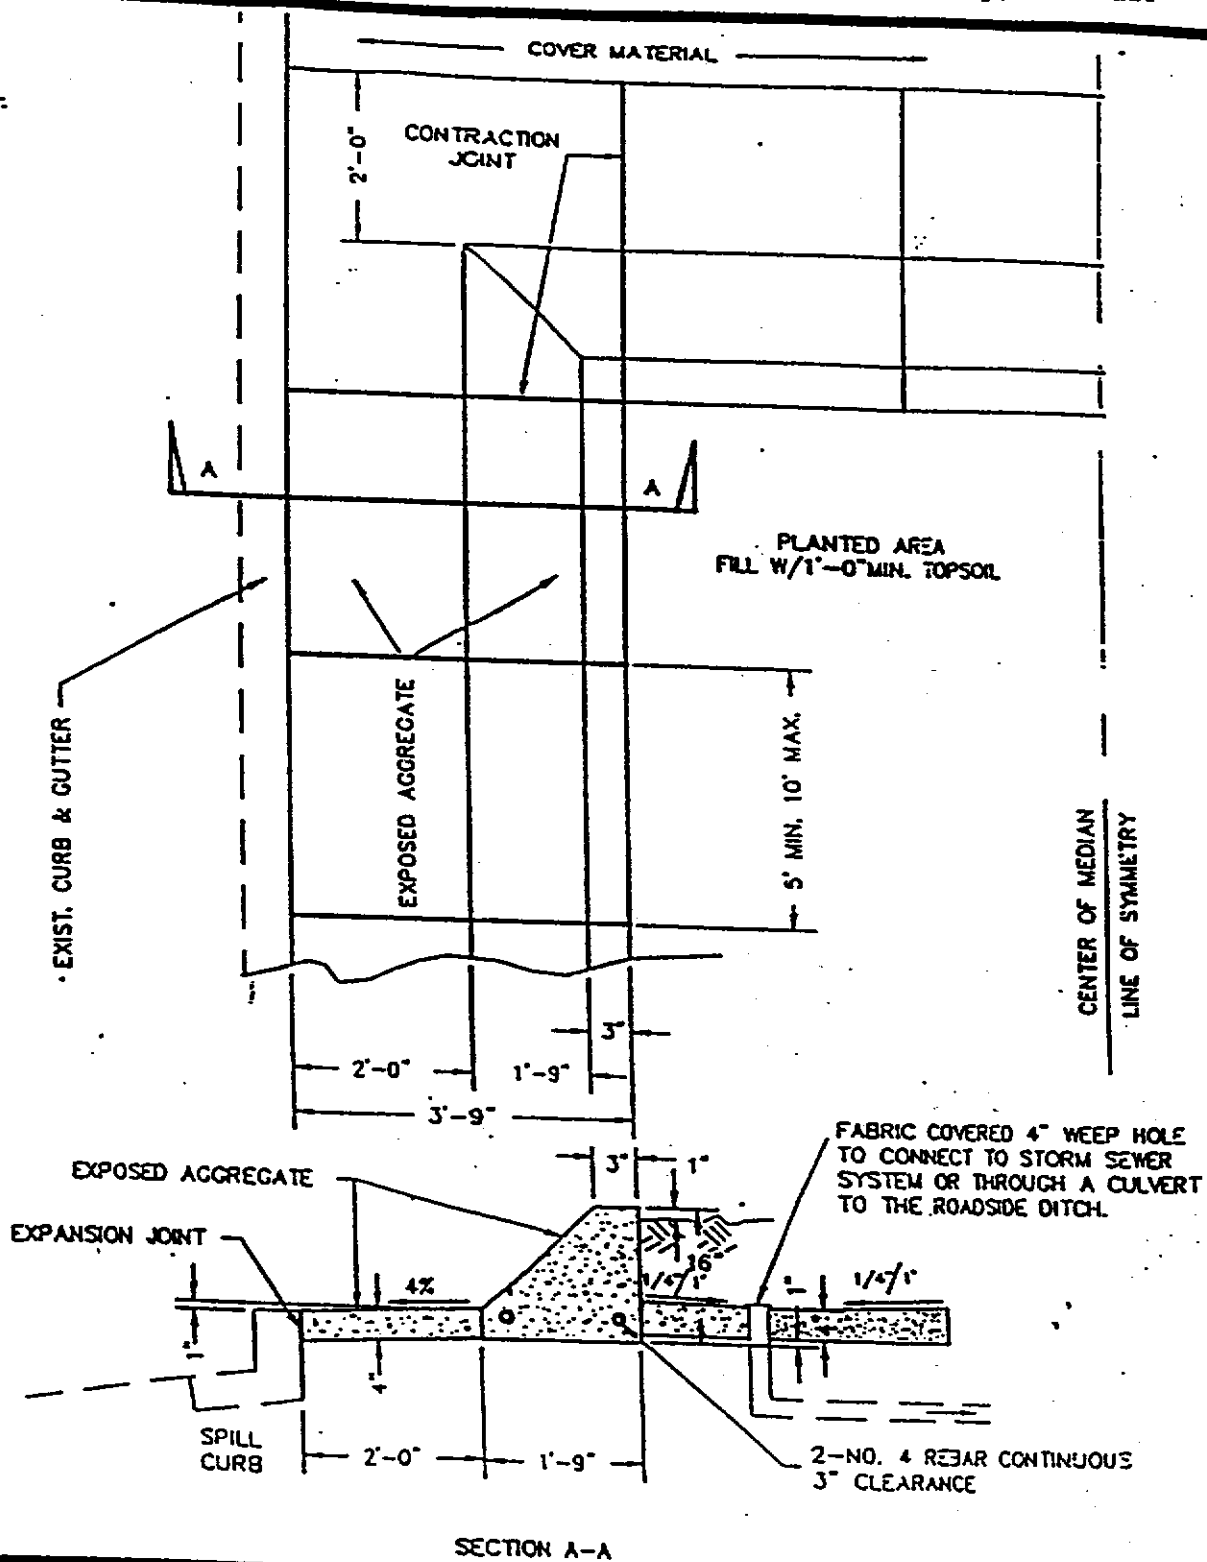 COVER MATERIAL
2'-0"
CONTRACTION
JOINT
A
A
PLANTED AREA
FILL W/1'-0"MIN. TOPSOIL
EXIST. CURB & GUTTER
EXPOSED AGGREGATE
5' MIN. 10' MAX.
CENTER OF MEDIAN
LINE OF SYMMETRY
3"
2'-0"
1'-9"
3'-9"
FABRIC COVERED 4" WEEP HOLE
TO CONNECT TO STORM SEWER
SYSTEM OR THROUGH A CULVERT
TO THE ROADSIDE DITCH.
EXPOSED AGGREGATE
3"
1"
EXPANSION JOINT
16"
4%
1/4"/1'
1"
1/4"/1'
1"
4"
SPILL
CURB
2'-0"
1'-9"
2-NO. 4 REBAR CONTINUOUS
3" CLEARANCE
SECTION A-A